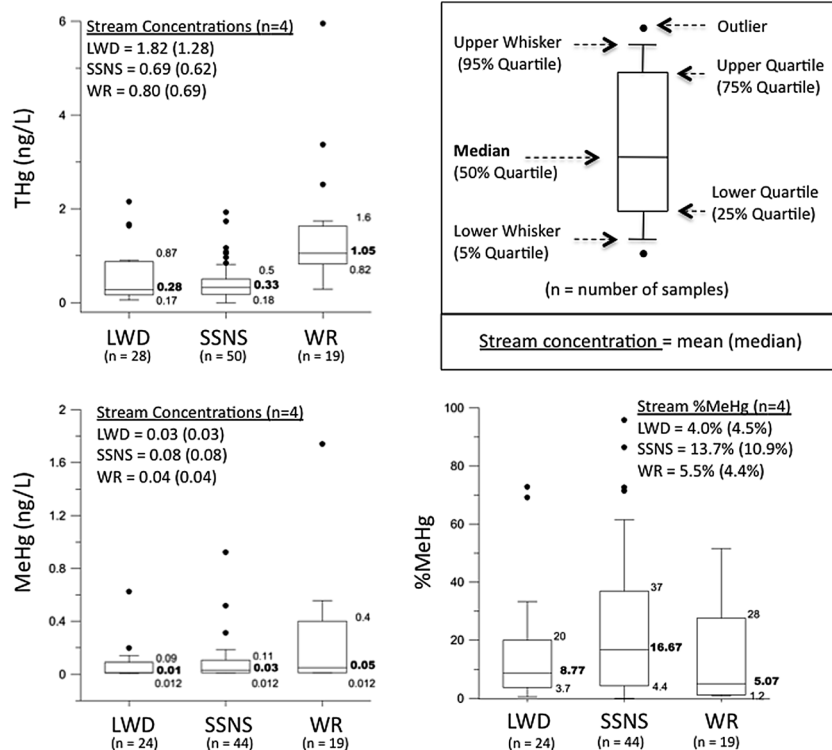 Stream Concentrations (n=4)
LWD = 1.82 (1.28)
SSNS = 0.69 (0.62)
WR = 0.80 (0.69)
THg (ng/L)
6
4
2
0
0.87
0.28
0.17
0.5
0.33
0.18
1.6
1.05
0.82
LWD
(n = 28)
SSNS
(n = 50)
WR
(n = 19)
Outlier
Upper Whisker
(95% Quartile)
Upper Quartile
(75% Quartile)
Median
(50% Quartile)
Lower Quartile
(25% Quartile)
Lower Whisker
(5% Quartile)
(n = number of samples)
Stream concentration = mean (median)
Stream Concentrations (n=4)
LWD = 0.03 (0.03)
SSNS = 0.08 (0.08)
WR = 0.04 (0.04)
MeHg (ng/L)
2
1.6
1.2
0.8
0.4
0
0.09
0.01
0.012
0.11
0.03
0.012
0.4
0.05
0.012
LWD
(n = 24)
SSNS
(n = 44)
WR
(n = 19)
Stream %MeHg (n=4)
LWD = 4.0% (4.5%)
SSNS = 13.7% (10.9%)
WR = 5.5% (4.4%)
%MeHg
100
80
60
40
20
0
20
8.77
3.7
37
16.67
4.4
28
5.07
1.2
LWD
(n = 24)
SSNS
(n = 44)
WR
(n = 19)